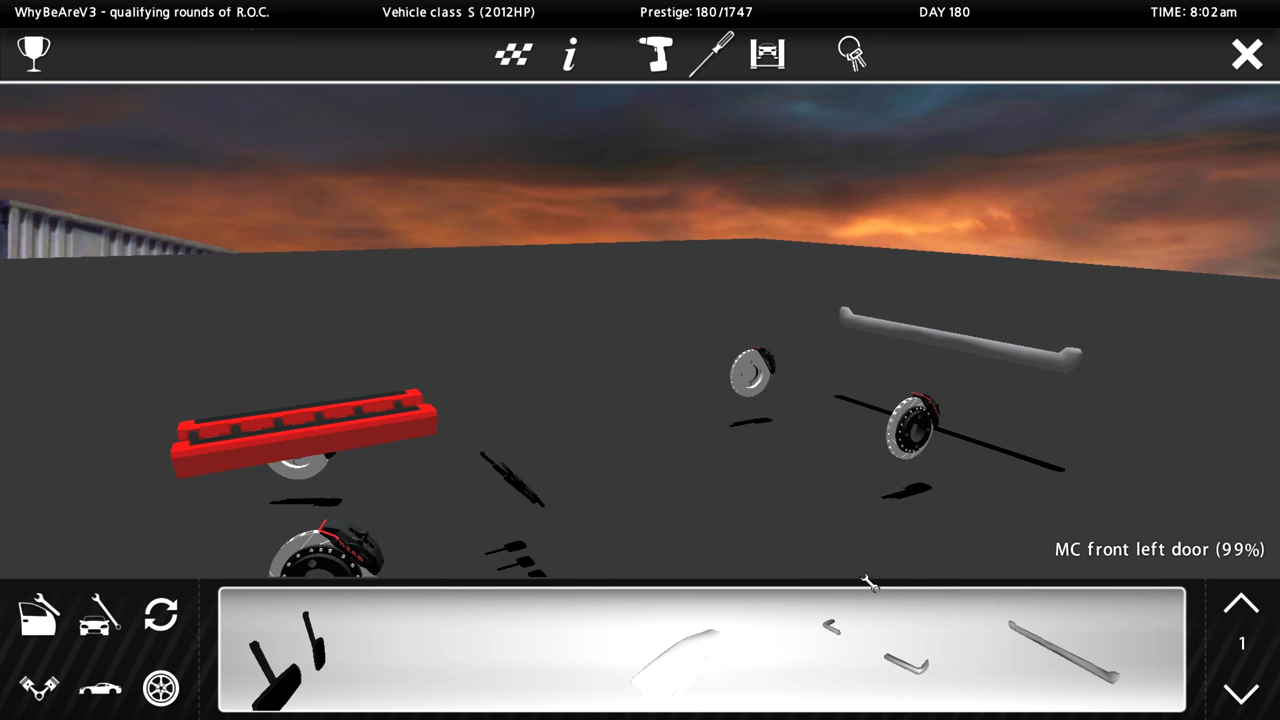 WhyBeAreV3 - qualifying rounds of R.O.C.
Vehicle class S (2012HP)
Prestige: 180/1747
DAY 180
TIME: 8:02am
MC front left door (99%)
1